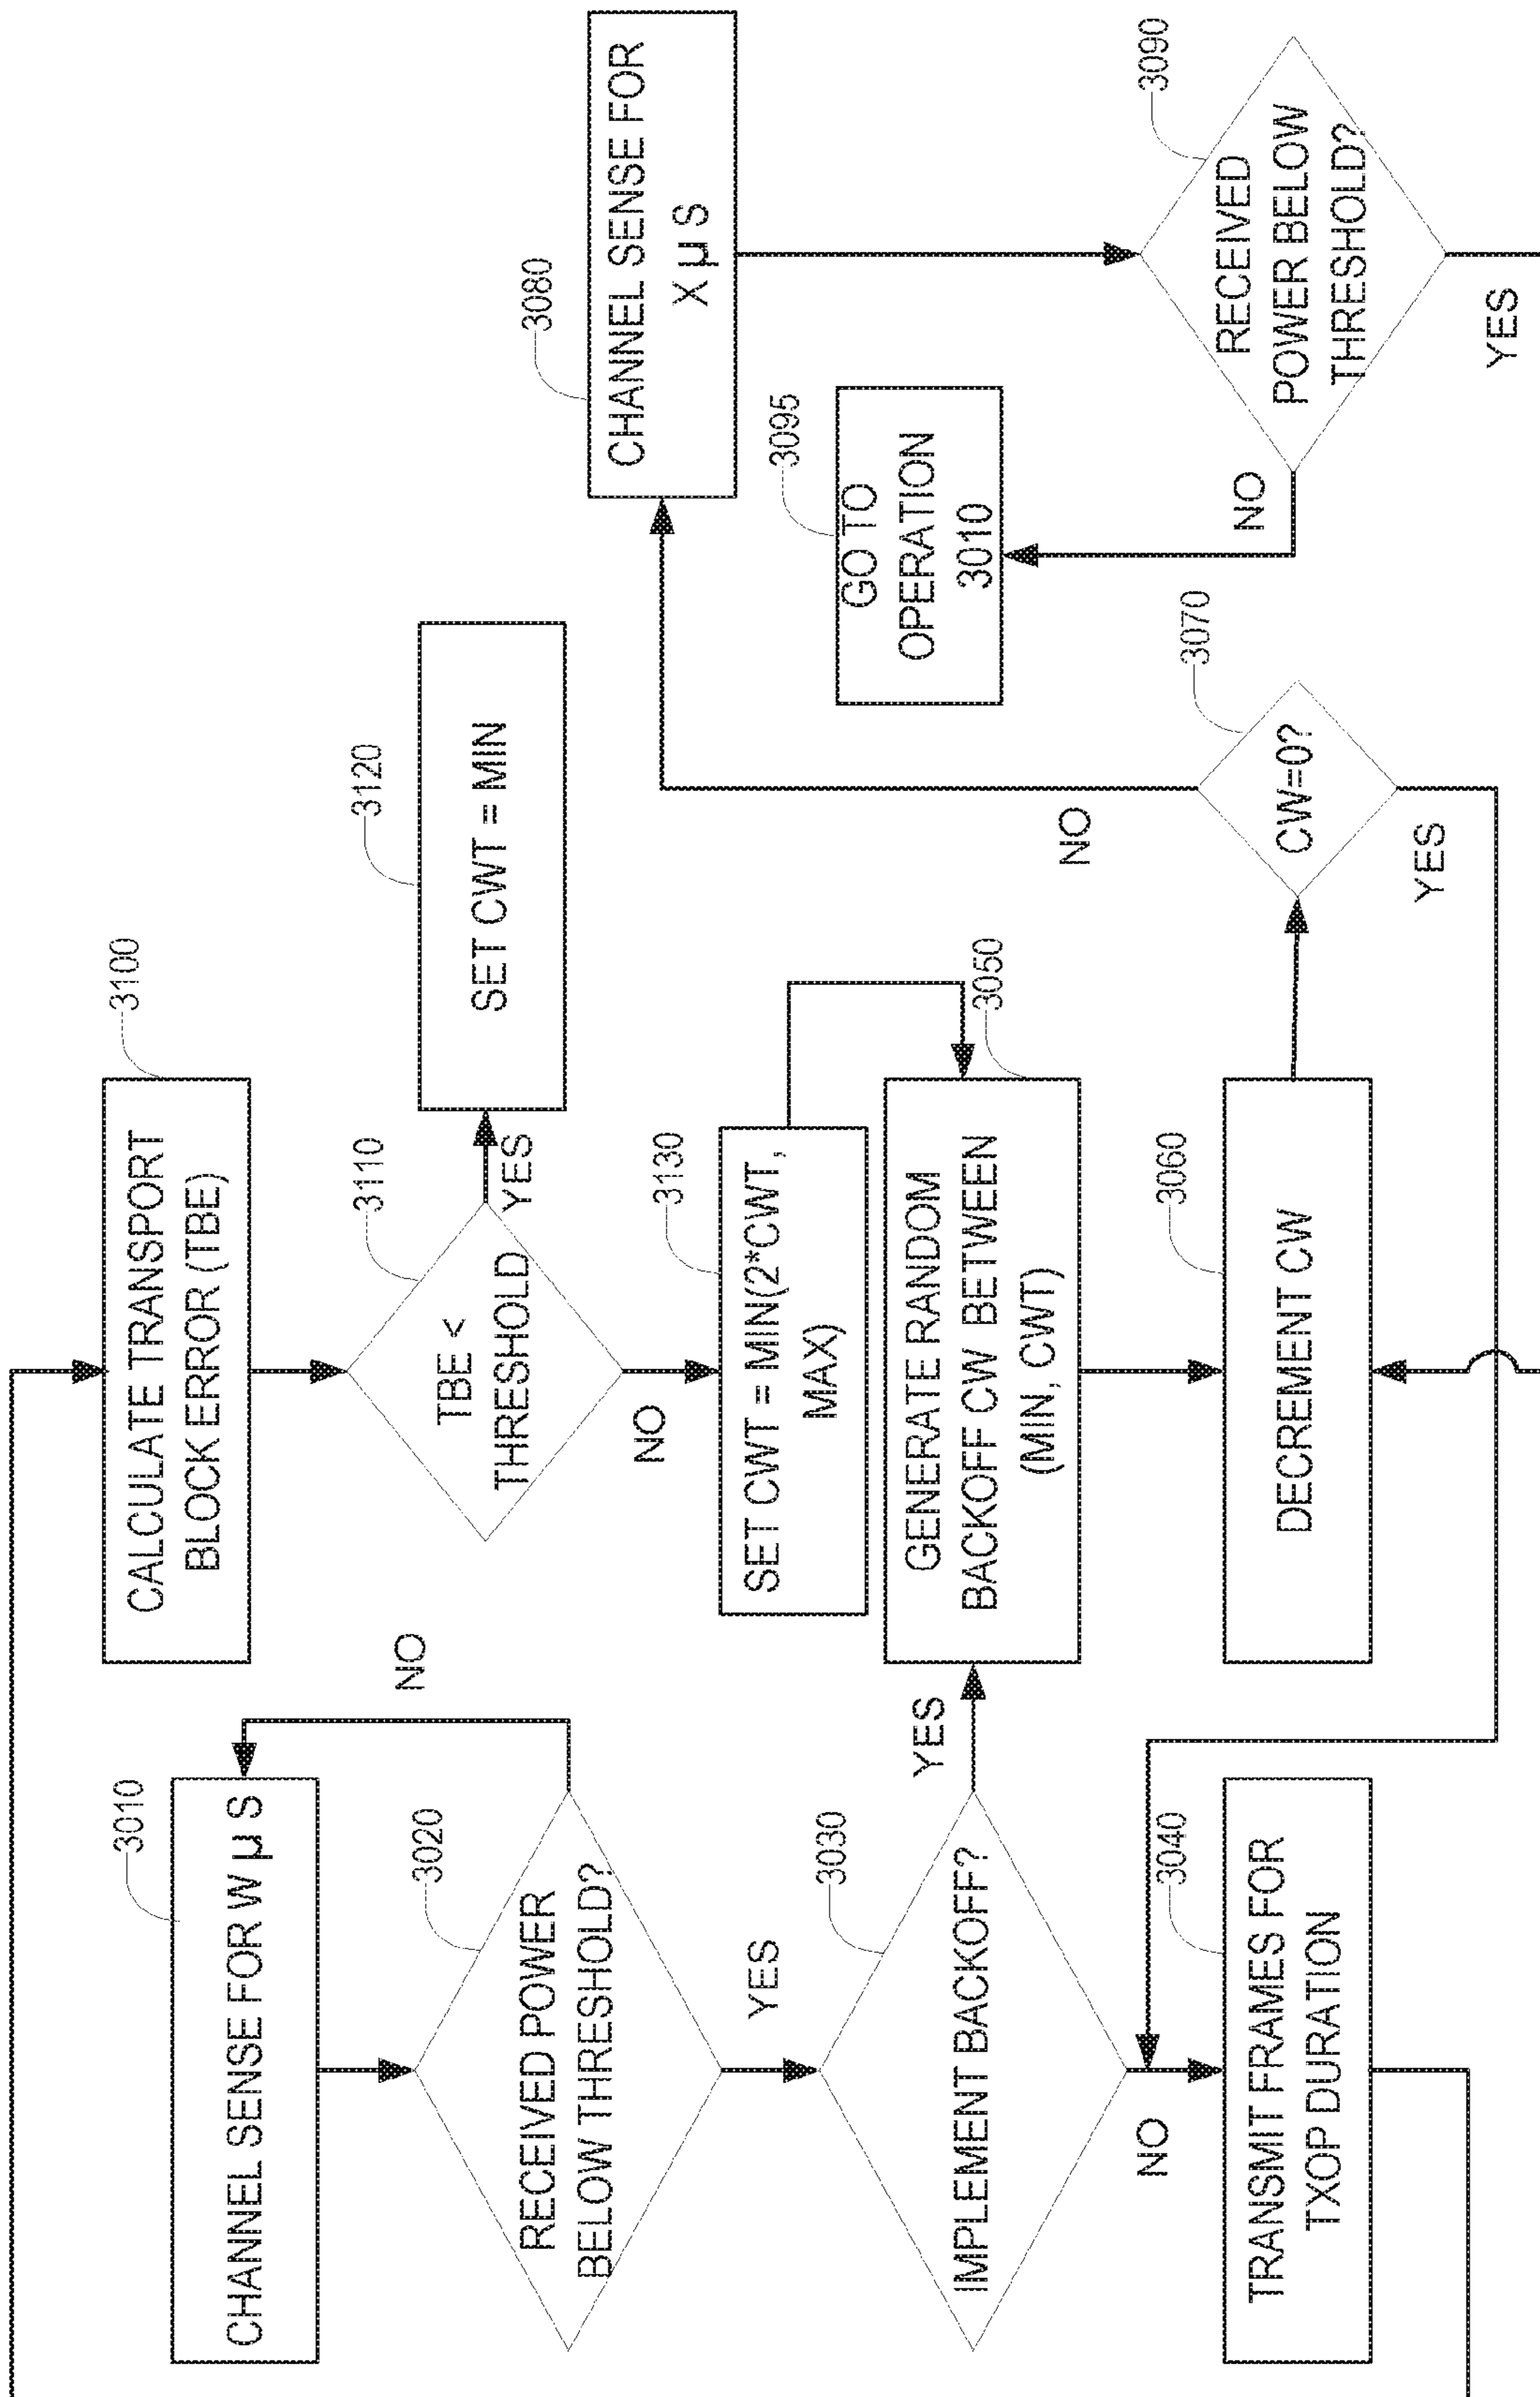 3010
CHANNEL SENSE FOR W μ S
3020
RECEIVED POWER
BELOW THRESHOLD?
NO
YES
3030
IMPLEMENT BACKOFF?
YES
NO
3040
TRANSMIT FRAMES FOR
TXOP DURATION
3100
CALCULATE TRANSPORT
BLOCK ERROR (TBE)
3110
TBE <
THRESHOLD
YES
NO
3120
SET CWT = MIN
3130
SET CWT = MIN(2*CWT,
MAX)
3050
GENERATE RANDOM
BACKOFF CW BETWEEN
(MIN, CWT)
3060
DECREMENT CW
3070
CW=0?
NO
YES
3080
CHANNEL SENSE FOR
X μ S
3090
RECEIVED
POWER BELOW
THRESHOLD?
NO
YES
3095
GO TO
OPERATION
3010